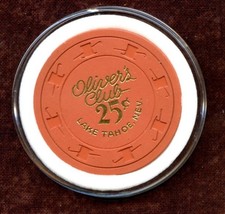 Oliver's
Club
25¢
LAKE TAHOE, NEV.